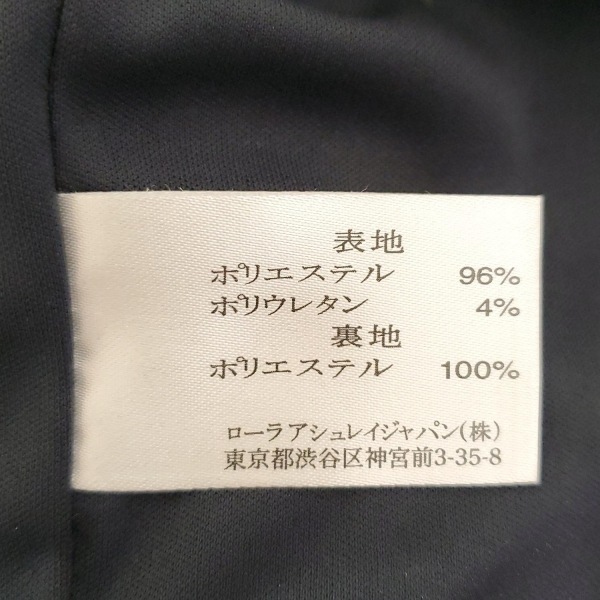 表地
ポリエステル 96%
ポリウレタン 4%
裏地
ポリエステル 100%
ローラアシュレイジャパン(株)
東京都渋谷区神宮前3-35-8